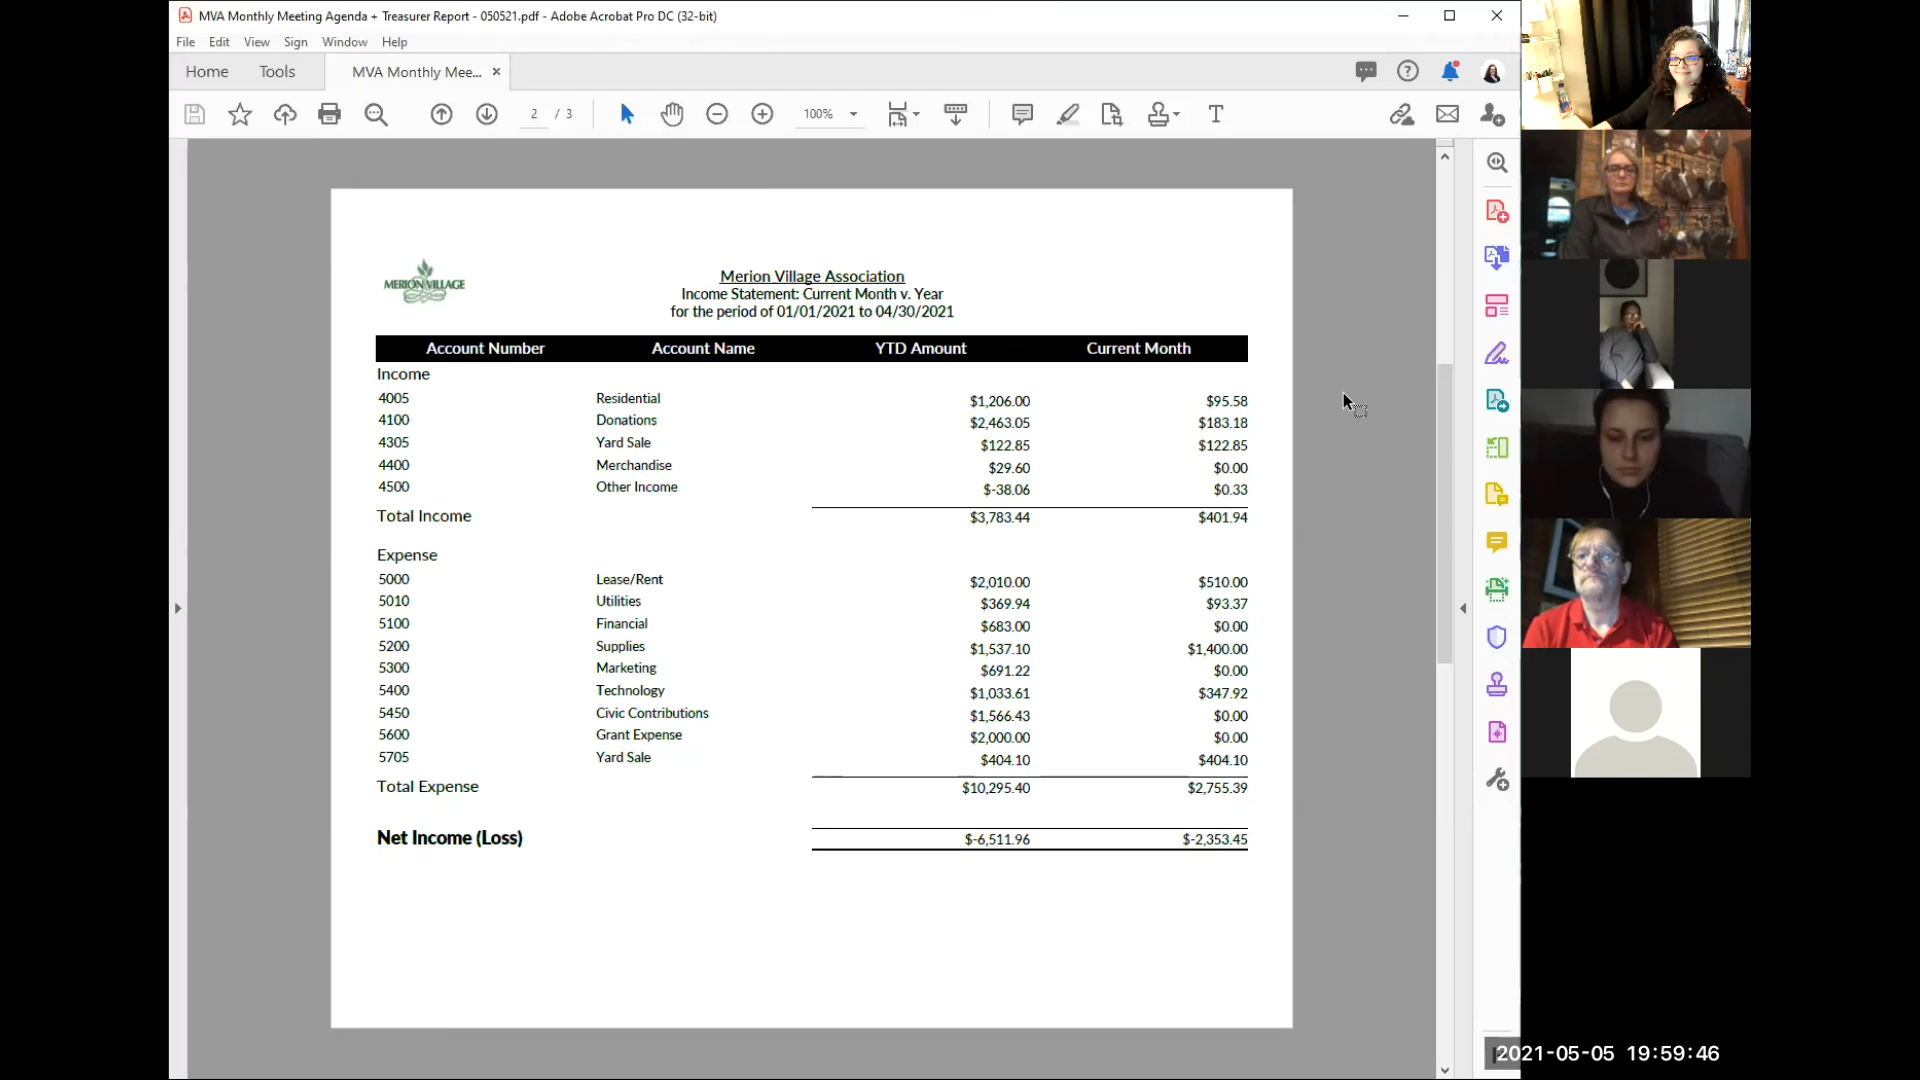 MVA Monthly Meeting Agenda + Treasurer Report - 050521.pdf - Adobe Acrobat Pro DC (32-bit)
File Edit View Sign Window Help
Home Tools MVA Monthly Mee... ×
2 / 3 100%
MERION VILLAGE
Merion Village Association
Income Statement: Current Month v. Year
for the period of 01/01/2021 to 04/30/2021
Account Number Account Name YTD Amount Current Month
Income
4005 Residential $1,206.00 $95.58
4100 Donations $2,463.05 $183.18
4305 Yard Sale $122.85 $122.85
4400 Merchandise $29.60 $0.00
4500 Other Income $-38.06 $0.33
Total Income $3,783.44 $401.94
Expense
5000 Lease/Rent $2,010.00 $510.00
5010 Utilities $369.94 $93.37
5100 Financial $683.00 $0.00
5200 Supplies $1,537.10 $1,400.00
5300 Marketing $691.22 $0.00
5400 Technology $1,033.61 $347.92
5450 Civic Contributions $1,566.43 $0.00
5600 Grant Expense $2,000.00 $0.00
5705 Yard Sale $404.10 $404.10
Total Expense $10,295.40 $2,755.39
Net Income (Loss) $-6,511.96 $-2,353.45
2021-05-05 19:59:46